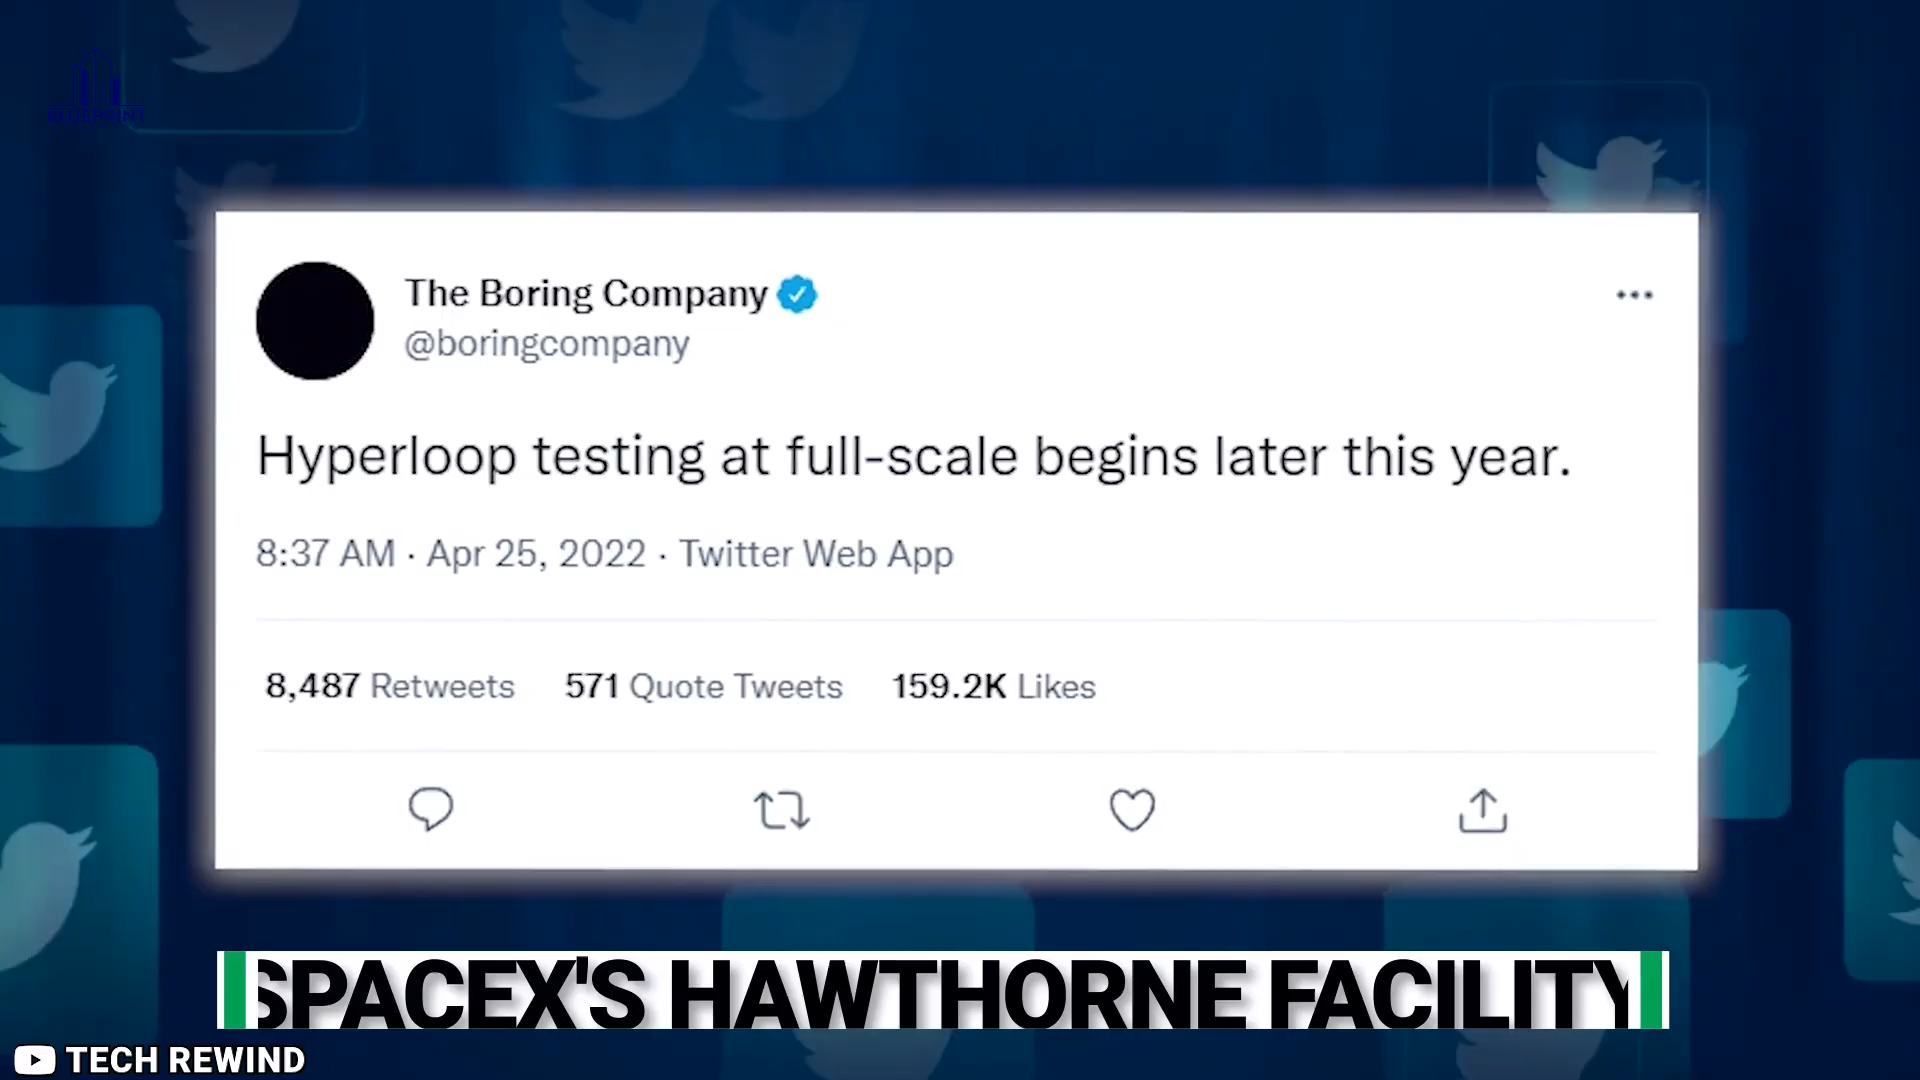 BLUEPRINT
The Boring Company
@boringcompany
Hyperloop testing at full-scale begins later this year.
8:37 AM · Apr 25, 2022 · Twitter Web App
8,487 Retweets 571 Quote Tweets 159.2K Likes
SPACEX'S HAWTHORNE FACILITY
TECH REWIND